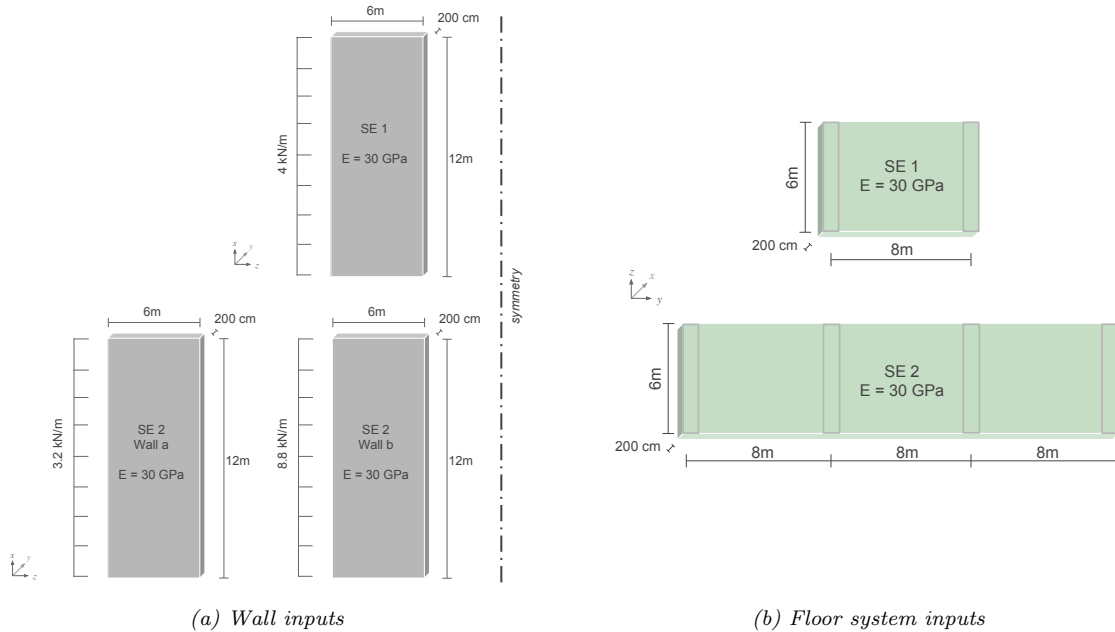 6m
200 cm
4 kN/m
SE 1
E = 30 GPa
12m
x
y
z
symmetry
6m
200 cm
3.2 kN/m
SE 2
Wall a
E = 30 GPa
12m
6m
200 cm
8.8 kN/m
SE 2
Wall b
E = 30 GPa
12m
x
y
z
(a) Wall inputs
6m
SE 1
E = 30 GPa
200 cm
8m
z
x
y
6m
SE 2
E = 30 GPa
200 cm
8m
8m
8m
(b) Floor system inputs